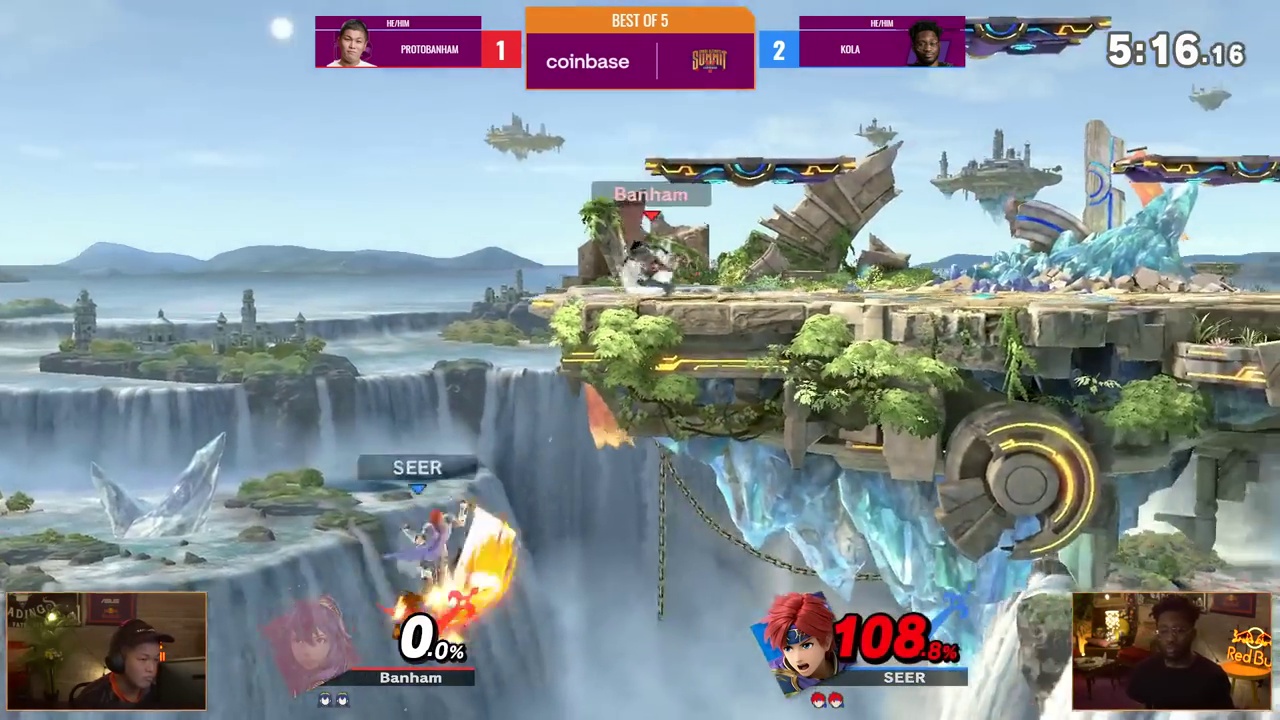 HE/HIM
PROTOBANHAM
1
BEST OF 5
coinbase
SUMMIT
2
HE/HIM
KOLA
5:16.16
Banham
SEER
0.0%
Banham
108.8%
SEER
Red Bu